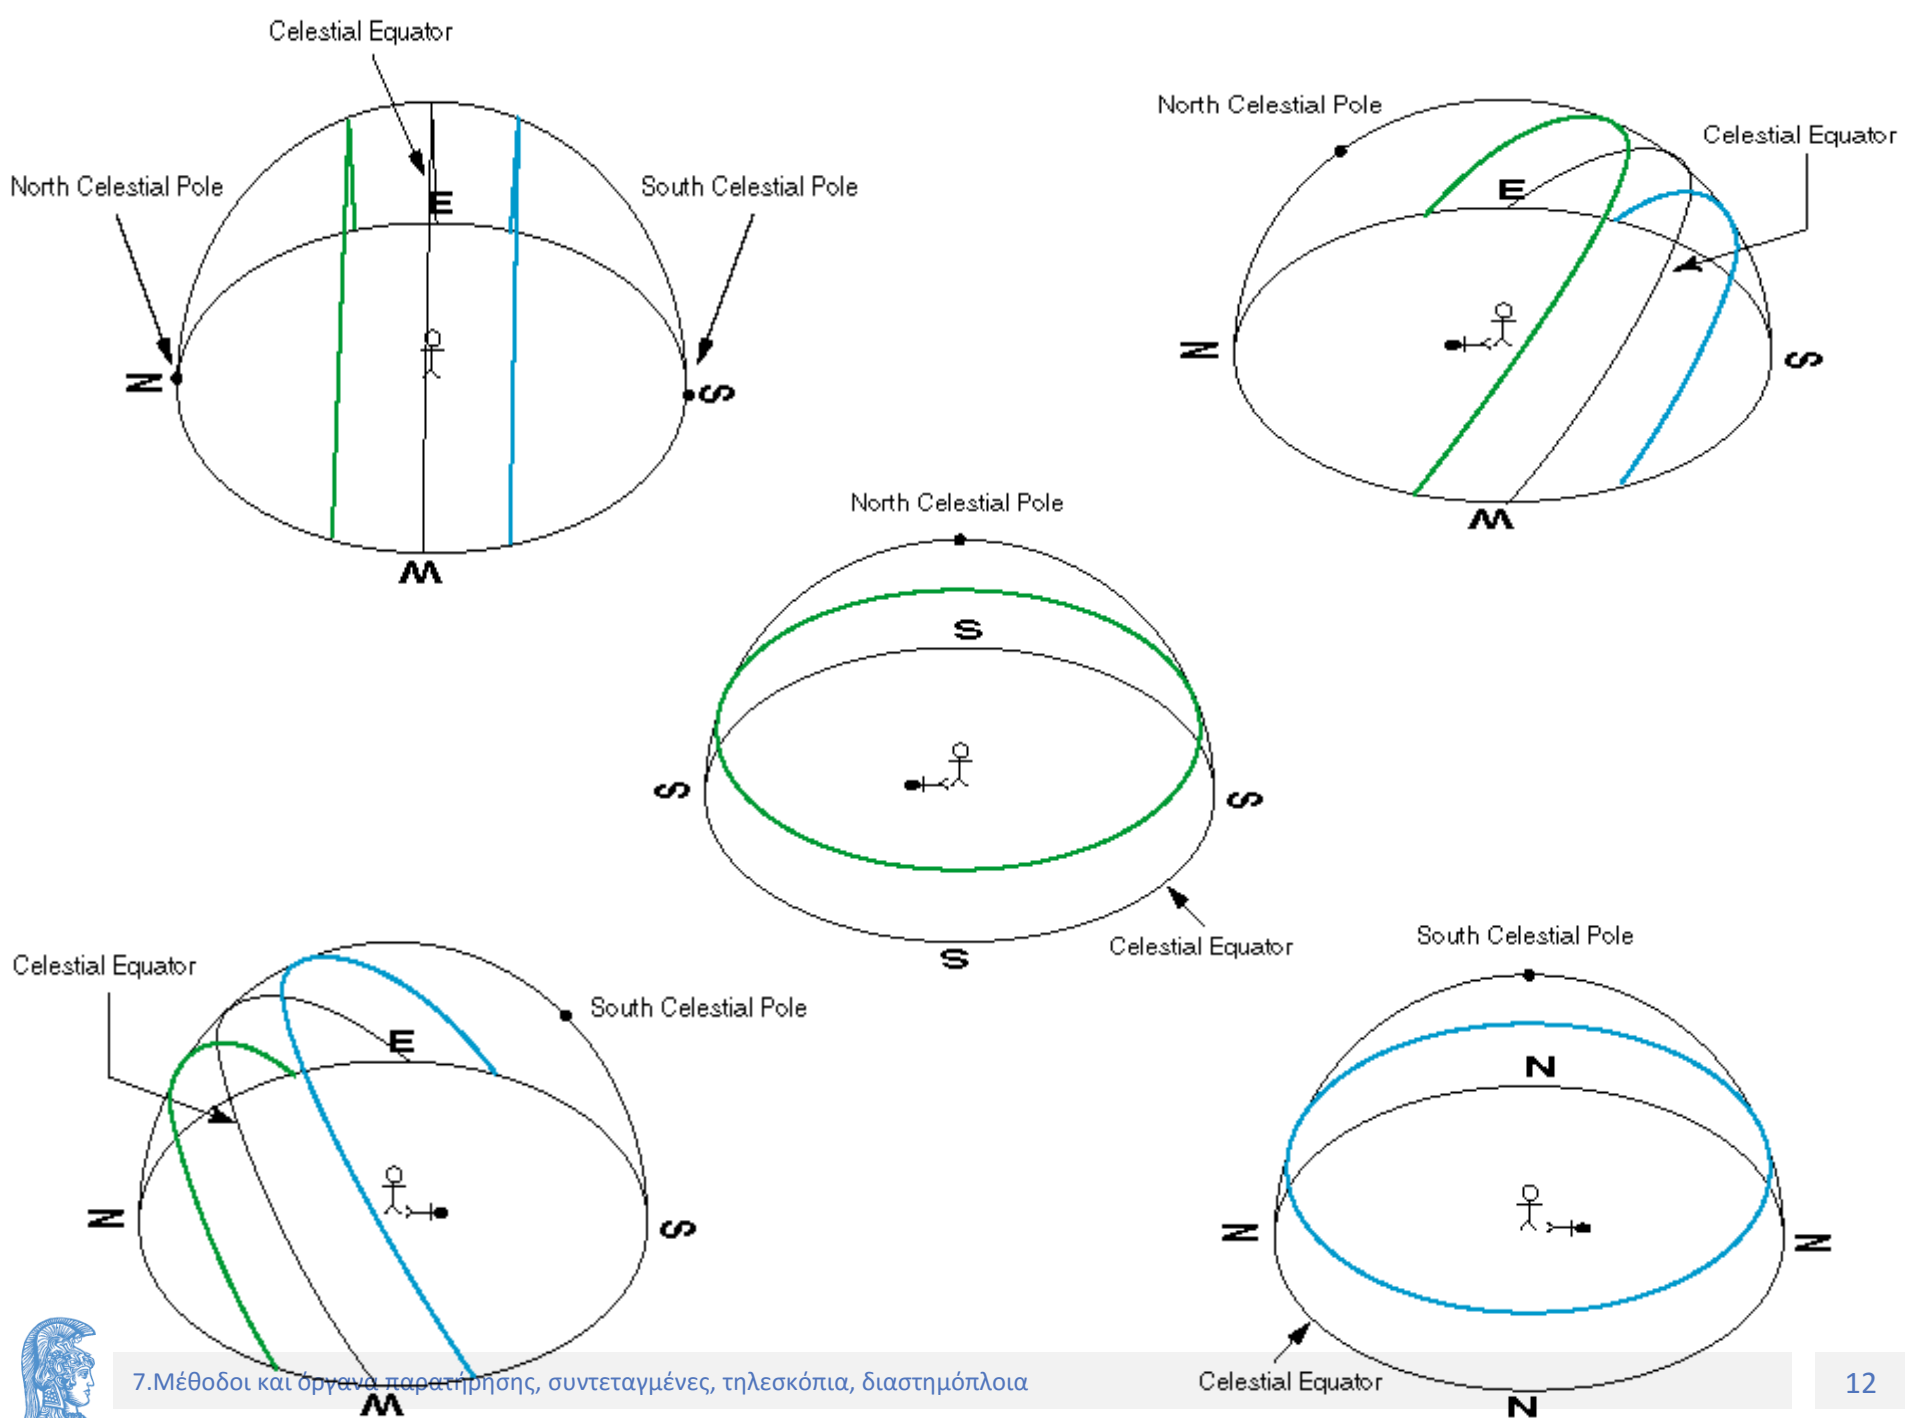 Celestial Equator
North Celestial Pole
E
South Celestial Pole
N
S
W
North Celestial Pole
Celestial Equator
E
N
S
W
North Celestial Pole
S
S
S
Celestial Equator
S
Celestial Equator
South Celestial Pole
E
N
S
W
South Celestial Pole
N
N
N
Celestial Equator
N
7.Μέθοδοι και όργανα παρατήρησης, συντεταγμένες, τηλεσκόπια, διαστημόπλοια
12